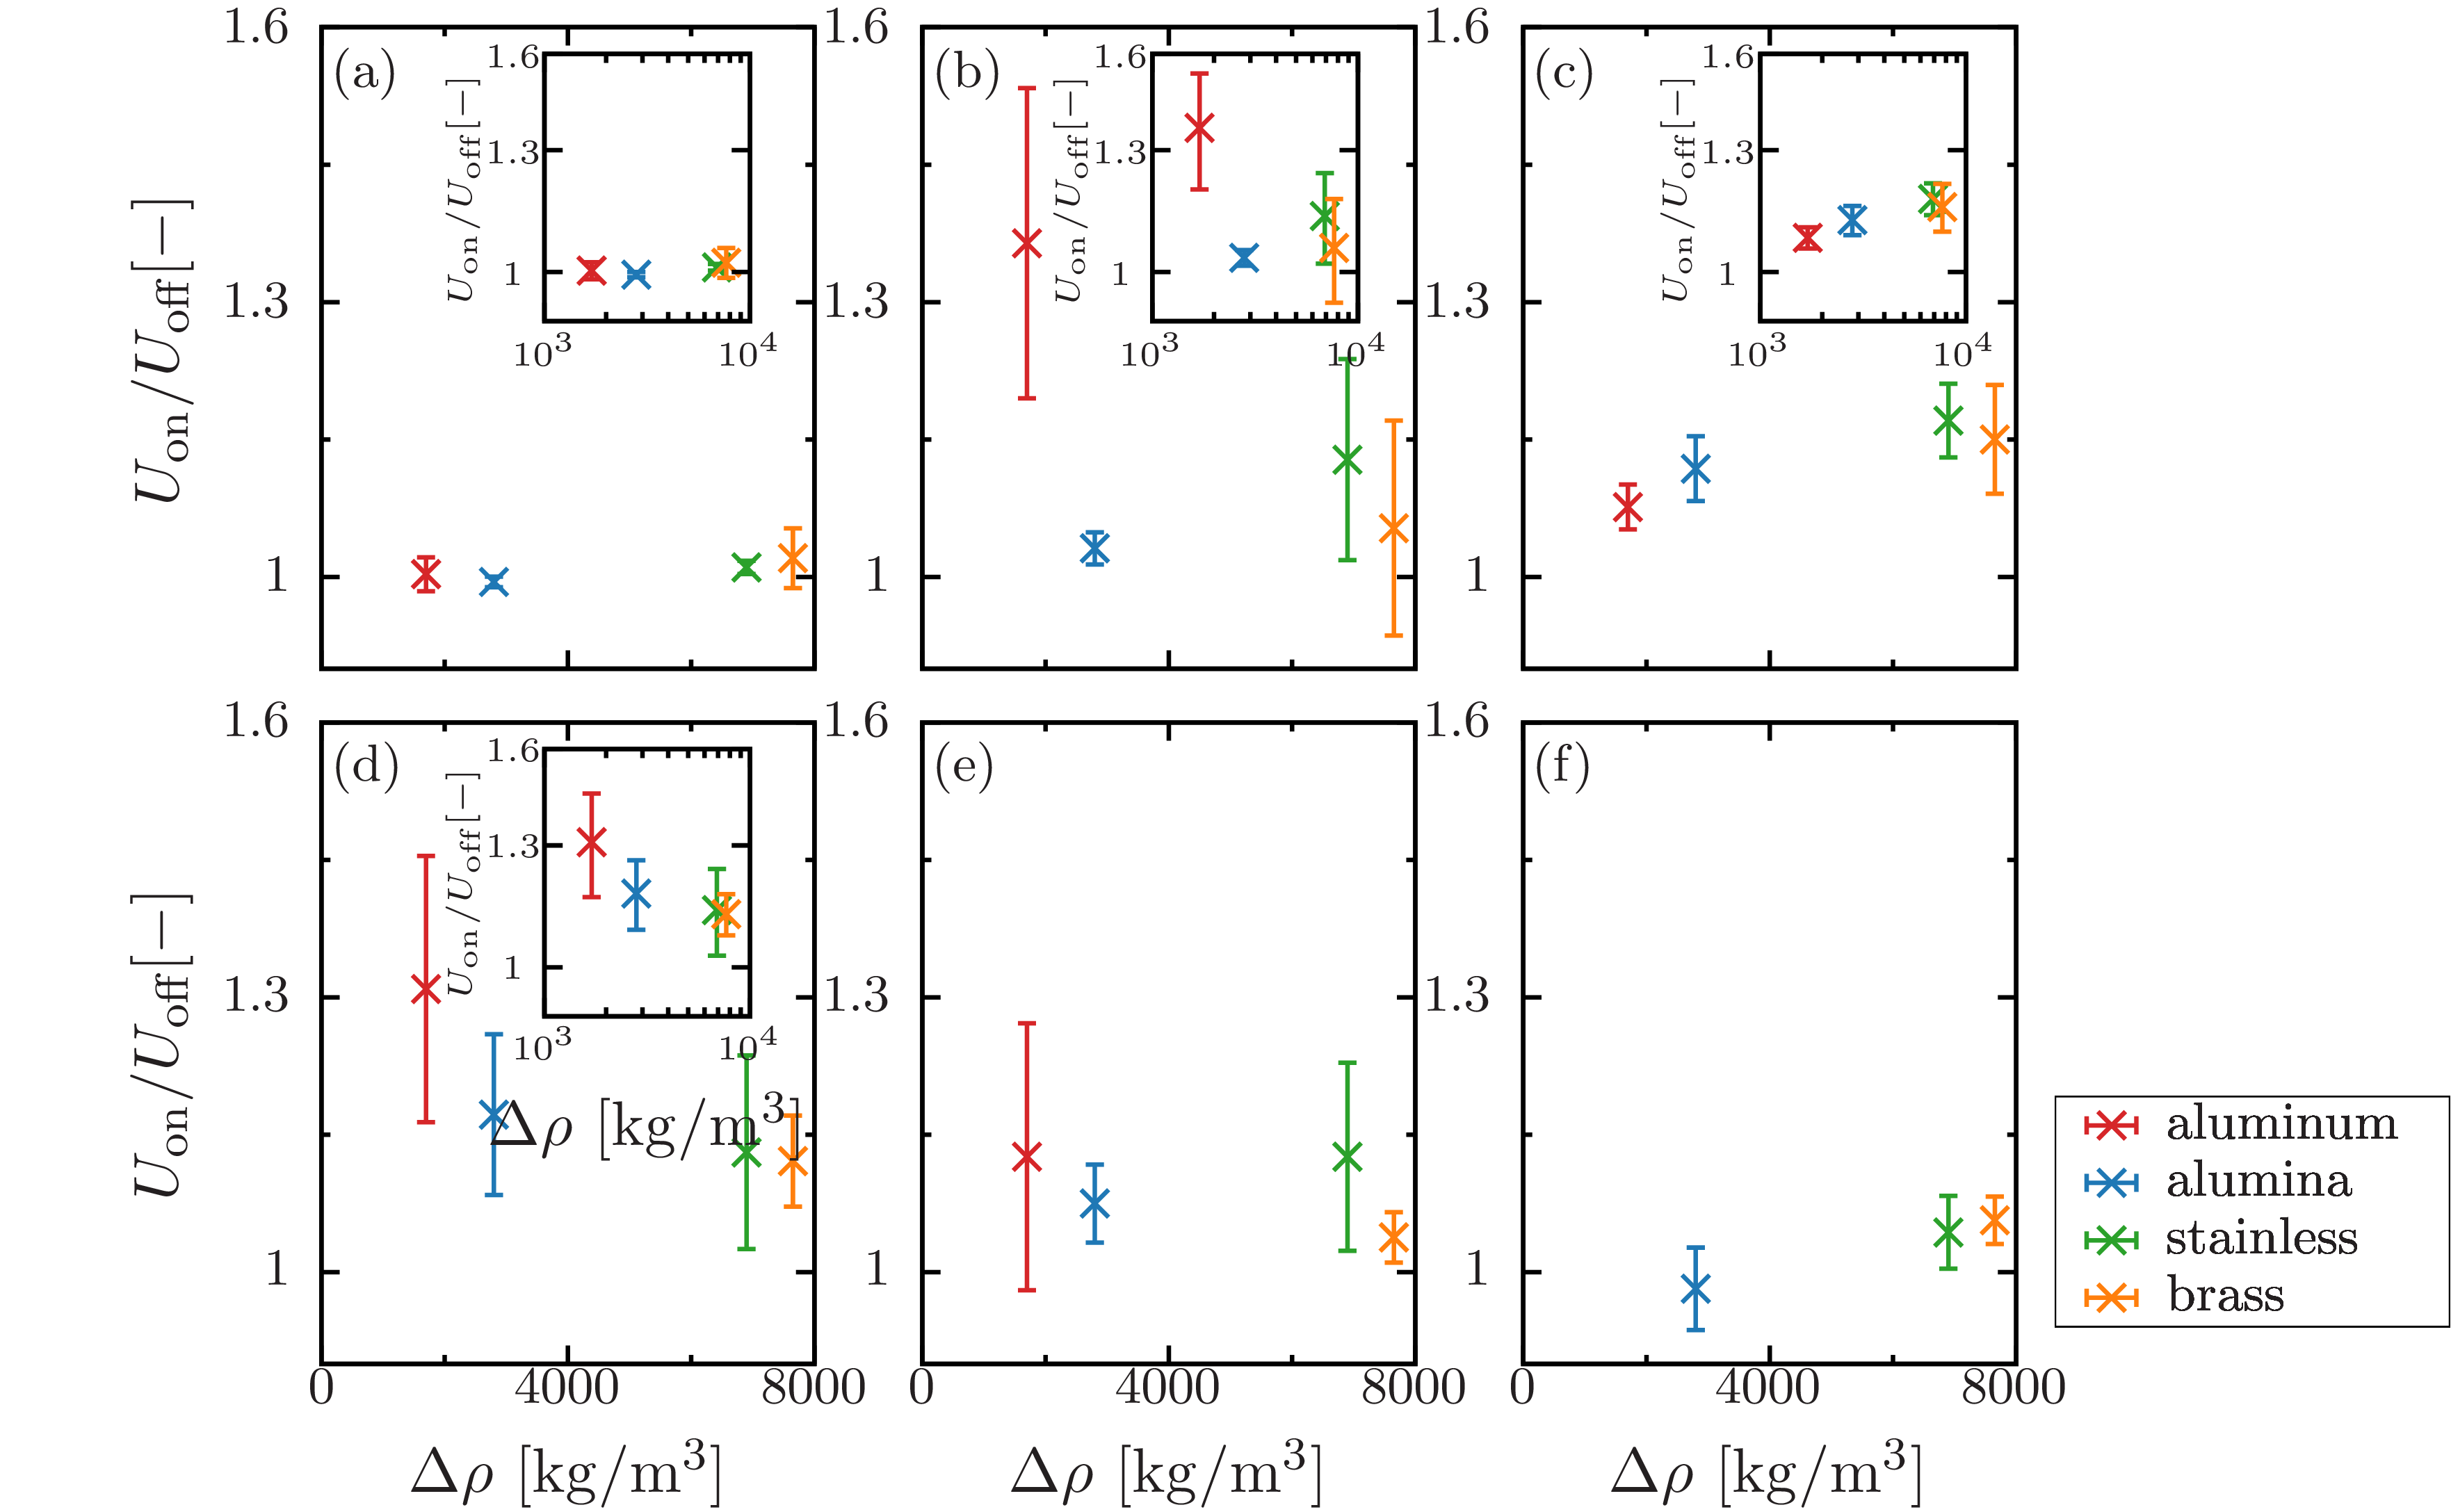 (a)
U_on/U_off[−]
1.6
1.3
1
U_on/U_off[−]
1.6
1.3
1
10^3
10^4
(b)
1.6
1.3
1
U_on/U_off[−]
1.6
1.3
1
10^3
10^4
(c)
1.6
1.3
1
U_on/U_off[−]
1.6
1.3
1
10^3
10^4
(d)
U_on/U_off[−]
1.6
1.3
1
U_on/U_off[−]
1.6
1.3
1
10^3
10^4
Δρ [kg/m^3]
0
4000
8000
Δρ [kg/m^3]
(e)
1.6
1.3
1
0
4000
8000
Δρ [kg/m^3]
(f)
1.6
1.3
1
0
4000
8000
Δρ [kg/m^3]
aluminum
alumina
stainless
brass